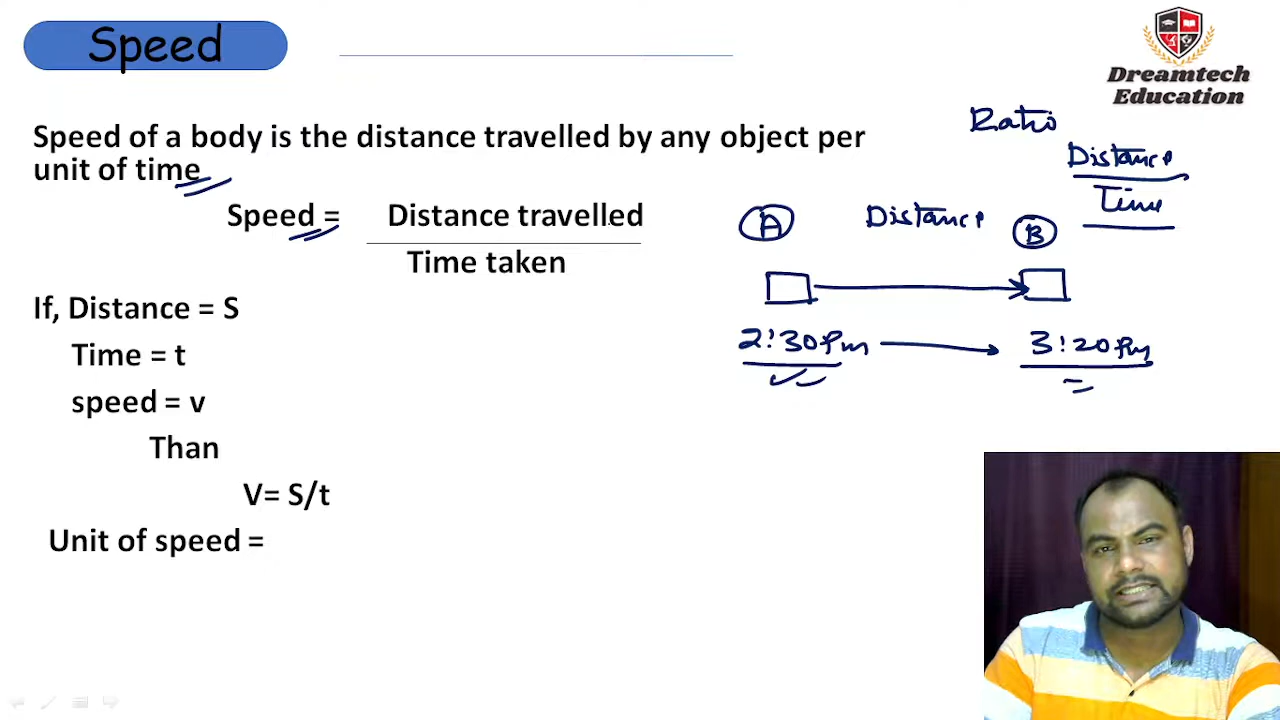 Speed
Dreamtech
Education
Speed of a body is the distance travelled by any object per
unit of time
Speed = Distance travelled
Time taken
If, Distance = S
Time = t
speed = v
Than
V= S/t
Unit of speed =
Ratio
Distance
Time
A Distance B
2:30 Pm 3:20 Pm